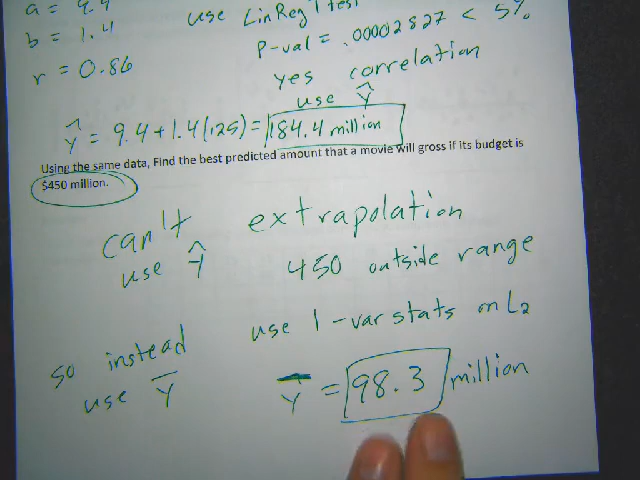 a = 9.4
use LinReg T test
b = 1.4
P-val = .00002827 < 5%
r = 0.86
yes correlation
use Ŷ
Ŷ = 9.4 + 1.4(125) = 184.4 million
Using the same data, Find the best predicted amount that a movie will gross if its budget is
$450 million.
can't extrapolation
use Ŷ 450 outside range
so instead use 1-var stats on L2
use Y̅ Y̅ = 98.3 million